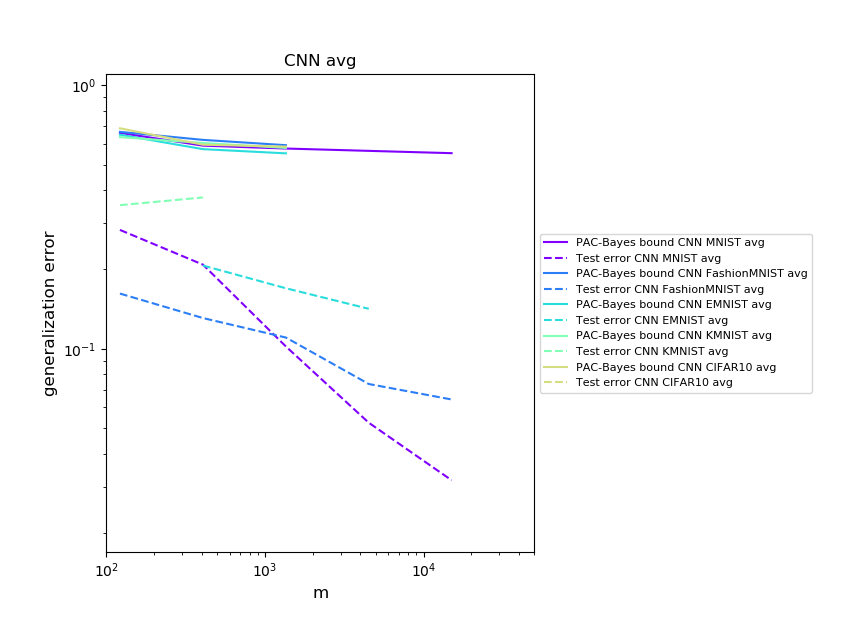 CNN avg
generalization error
10^0
10^-1
10^2
10^3
10^4
m
PAC-Bayes bound CNN MNIST avg
Test error CNN MNIST avg
PAC-Bayes bound CNN FashionMNIST avg
Test error CNN FashionMNIST avg
PAC-Bayes bound CNN EMNIST avg
Test error CNN EMNIST avg
PAC-Bayes bound CNN KMNIST avg
Test error CNN KMNIST avg
PAC-Bayes bound CNN CIFAR10 avg
Test error CNN CIFAR10 avg